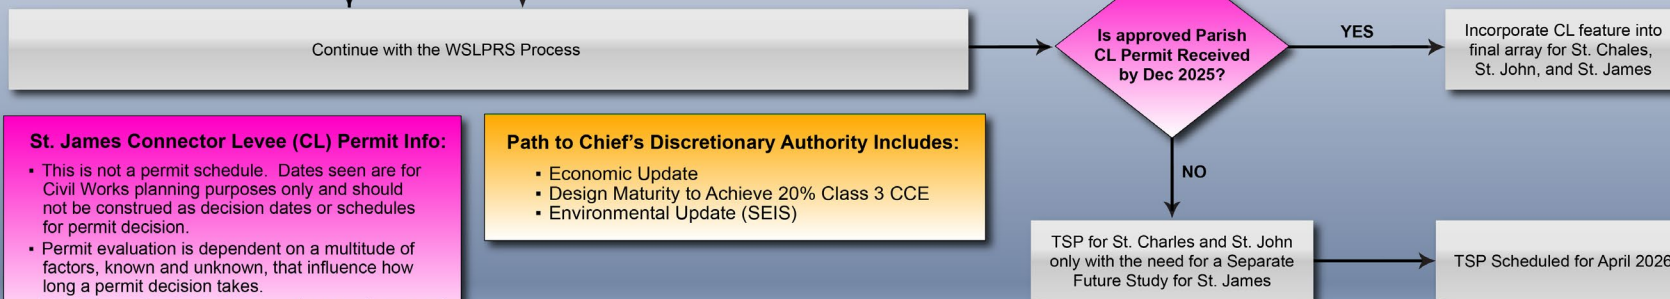 Continue with the WSLPRS Process
Is approved Parish
CL Permit Received
by Dec 2025?
YES
Incorporate CL feature into
final array for St. Chales,
St. John, and St. James
St. James Connector Levee (CL) Permit Info:
▪ This is not a permit schedule. Dates seen are for
Civil Works planning purposes only and should
not be construed as decision dates or schedules
for permit decision.
▪ Permit evaluation is dependent on a multitude of
factors, known and unknown, that influence how
long a permit decision takes.
Path to Chief's Discretionary Authority Includes:
▪ Economic Update
▪ Design Maturity to Achieve 20% Class 3 CCE
▪ Environmental Update (SEIS)
NO
TSP for St. Charles and St. John
only with the need for a Separate
Future Study for St. James
TSP Scheduled for April 2026